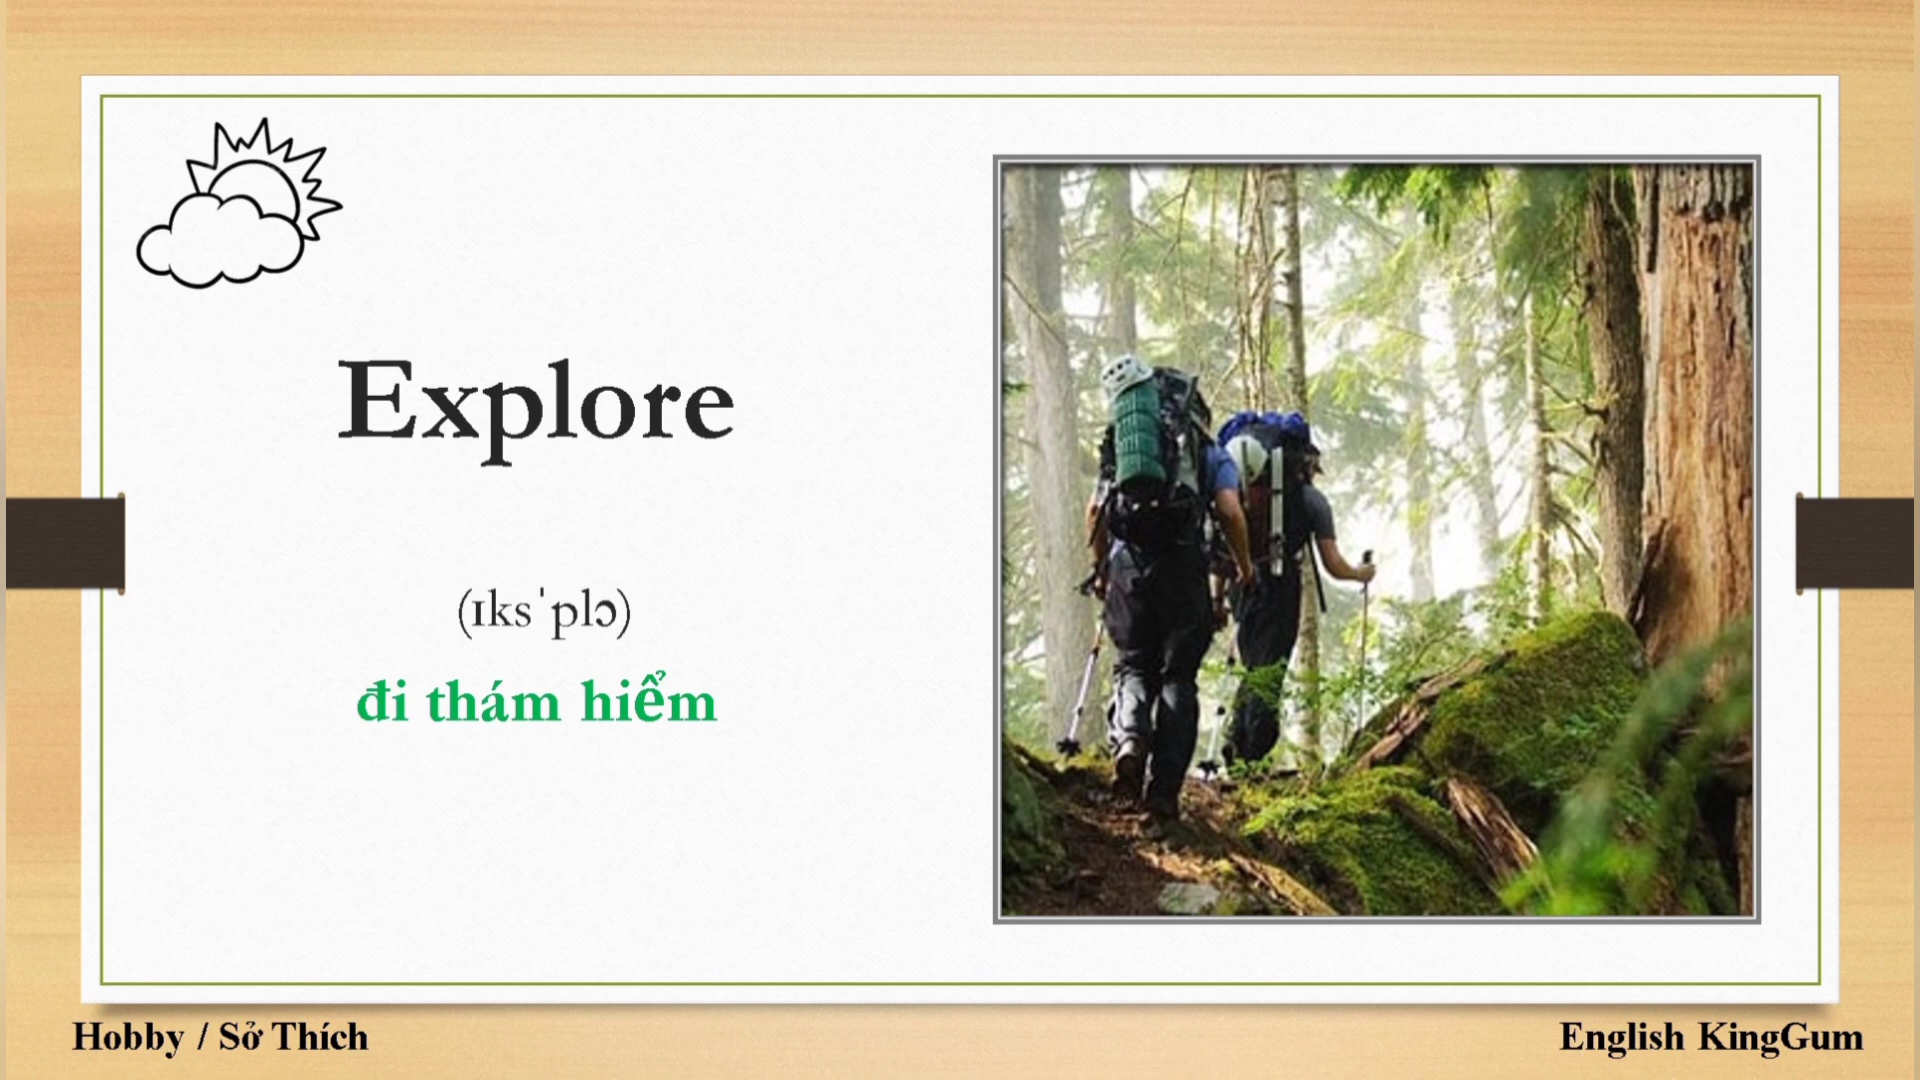 Explore
(ɪksˈplɔ)
đi thám hiểm
Hobby / Sở Thích
English KingGum